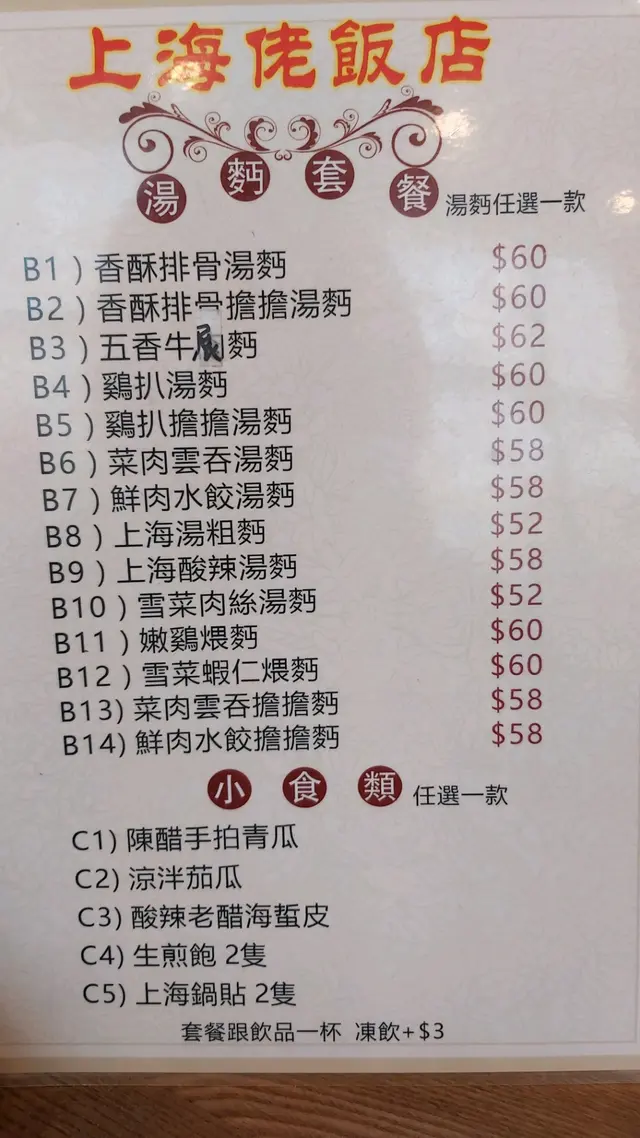 上海佬飯店
湯麪套餐 湯麪任選一款
B1 ) 香酥排骨湯麪 $60
B2 ) 香酥排骨擔擔湯麪 $60
B3 ) 五香牛展麪 $62
B4 ) 鷄扒湯麪 $60
B5 ) 鷄扒擔擔湯麪 $60
B6 ) 菜肉雲吞湯麪 $58
B7 ) 鮮肉水餃湯麪 $58
B8 ) 上海湯粗麪 $52
B9 ) 上海酸辣湯麪 $58
B10 ) 雪菜肉絲湯麪 $52
B11 ) 嫩鷄煨麪 $60
B12 ) 雪菜蝦仁煨麪 $60
B13) 菜肉雲吞擔擔麪 $58
B14) 鮮肉水餃擔擔麪 $58
小食類 任選一款
C1) 陳醋手拍青瓜
C2) 涼泮茄瓜
C3) 酸辣老醋海蜇皮
C4) 生煎飽 2隻
C5) 上海鍋貼 2隻
套餐跟飲品一杯 凍飲+$3